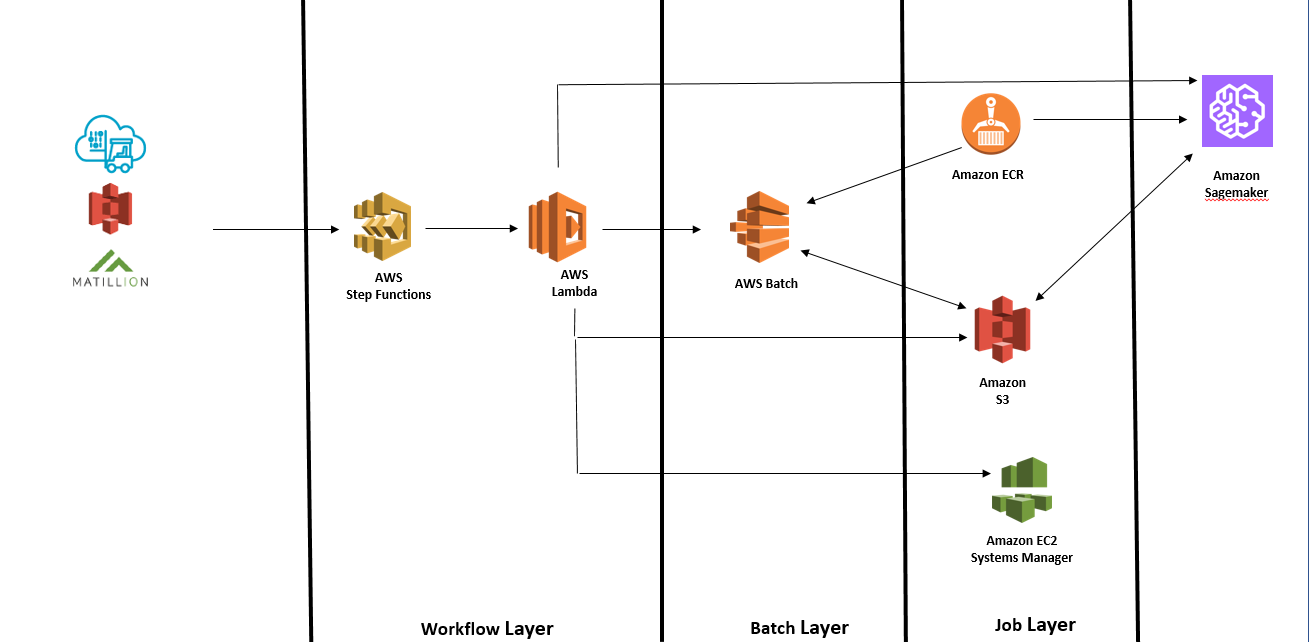 MATILLION
AWS
Step Functions
AWS
Lambda
AWS Batch
Amazon ECR
Amazon
S3
Amazon EC2
Systems Manager
Amazon
Sagemaker
Workflow Layer
Batch Layer
Job Layer